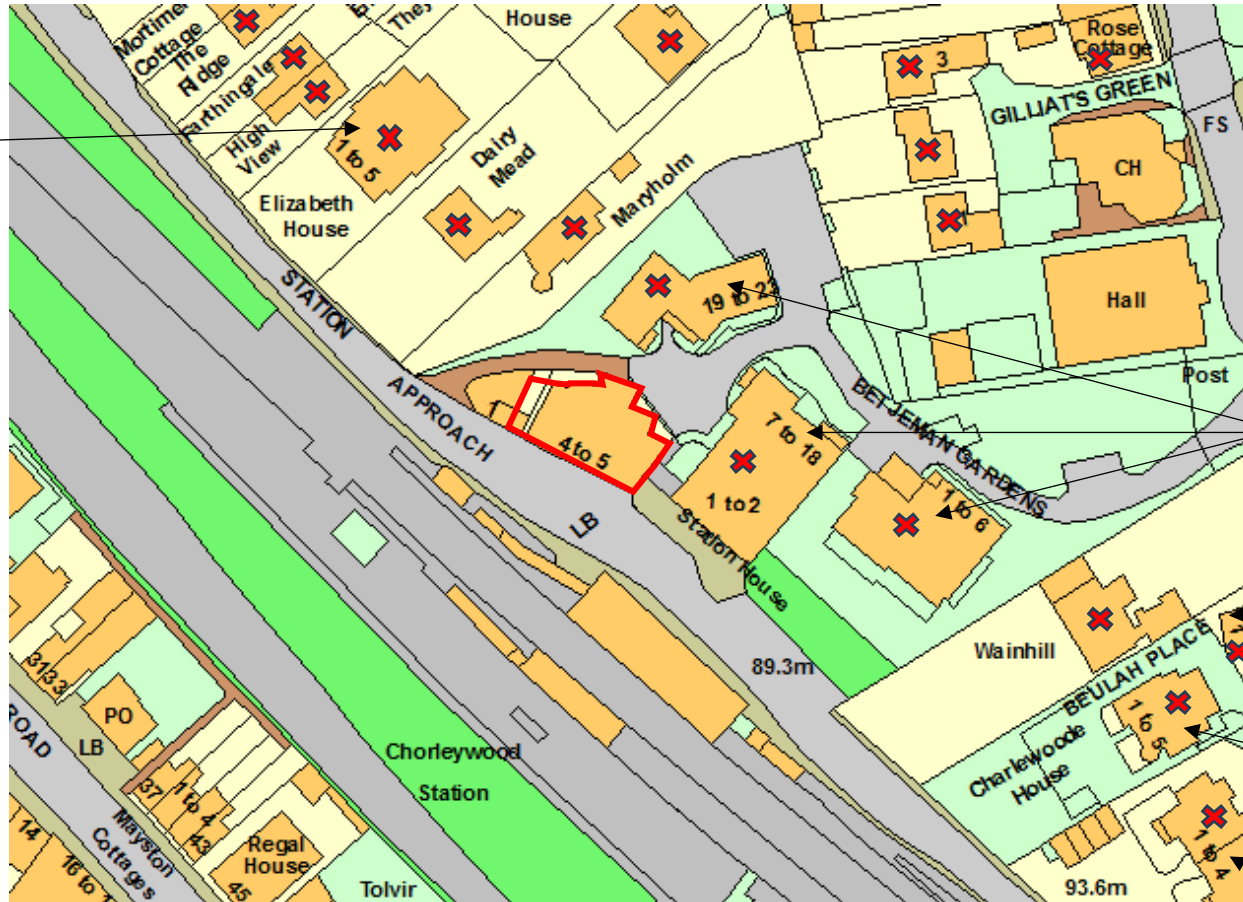 Mortimer
Cottage
The
Ridge
Farthingale
High
View
They
House
1 to 5
Elizabeth
House
Dairy
Mead
Maryholm
3
Rose
Cottage
GILLIAT'S GREEN
FS
CH
1
Hall
Post
STATION
APPROACH
19 to 23
BETJEMAN GARDENS
1
4 to 5
7 to 18
1 to 2
1 to 6
LB
Station House
89.3m
Wainhill
BEULAH PLACE
1 to 5
Charlewoode
House
1 to 4
93.6m
Chorleywood
Station
31
33
PO
LB
ROAD
37
1 to 4
43
Mayston
Cottages
Regal
House
45
14
16 to 1
Tolvir